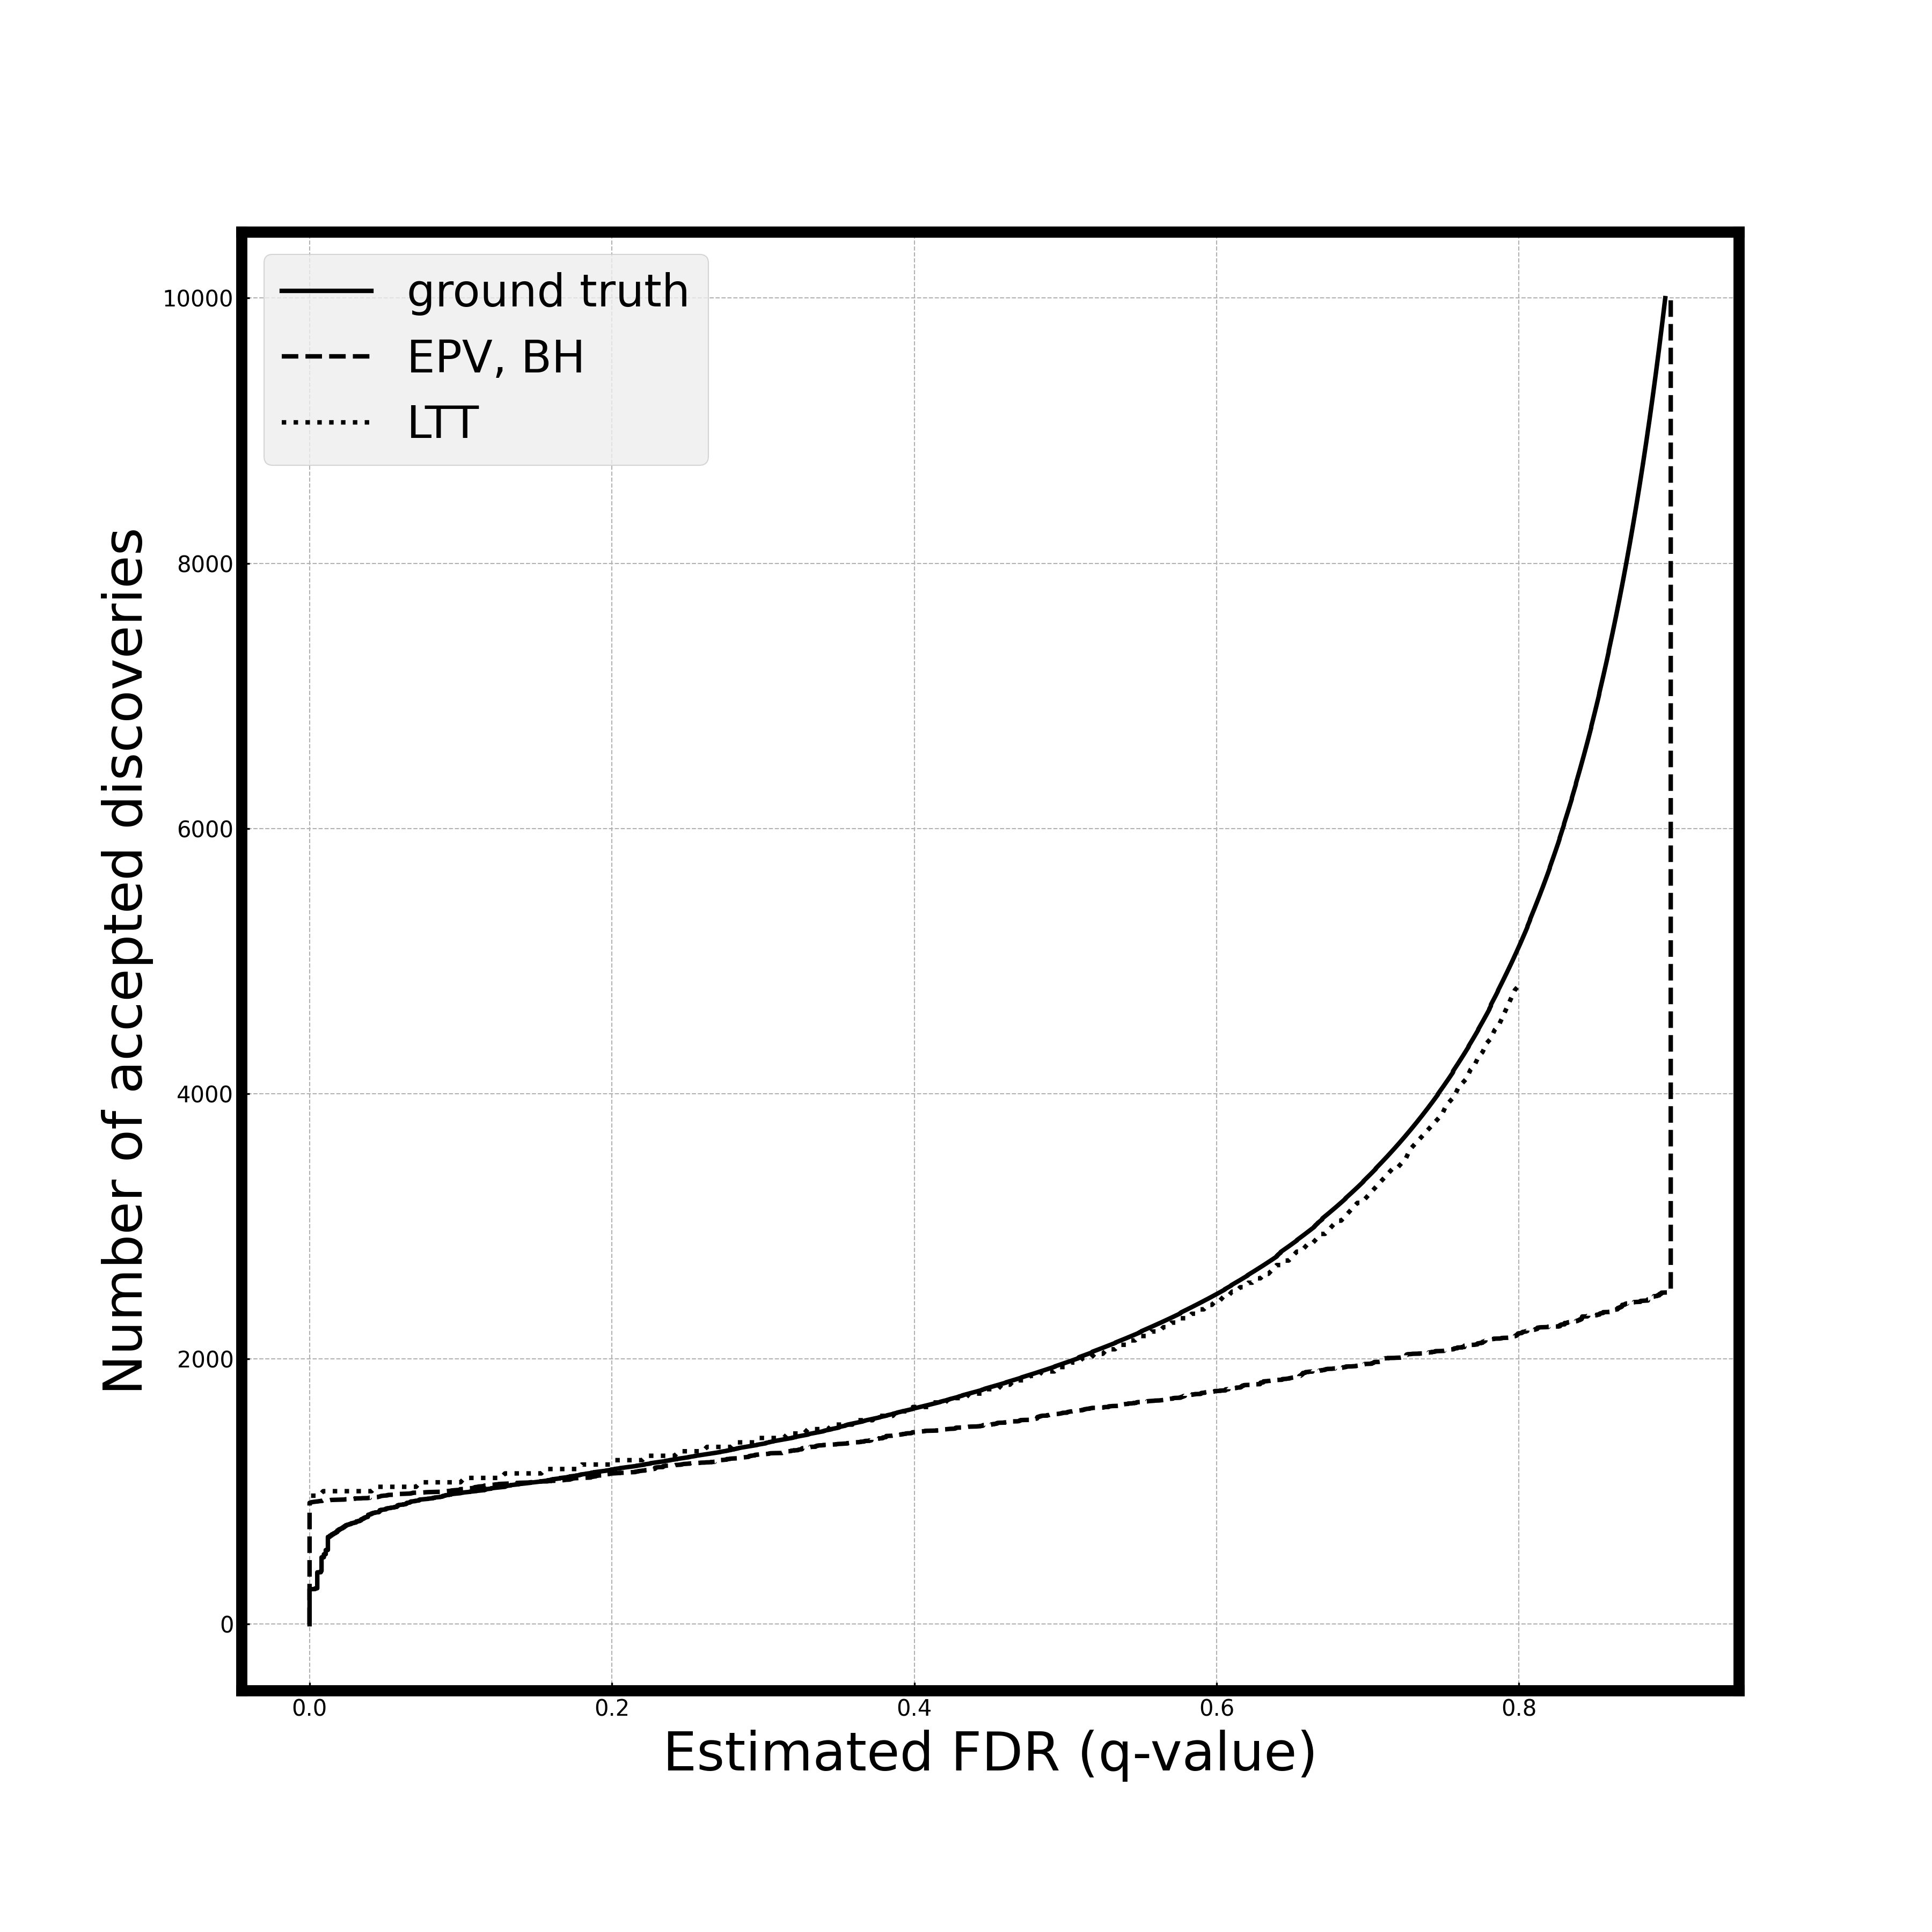 ground truth
EPV, BH
LTT
Number of accepted discoveries
10000
8000
6000
4000
2000
0
0.0 0.2 0.4 0.6 0.8
Estimated FDR (q-value)